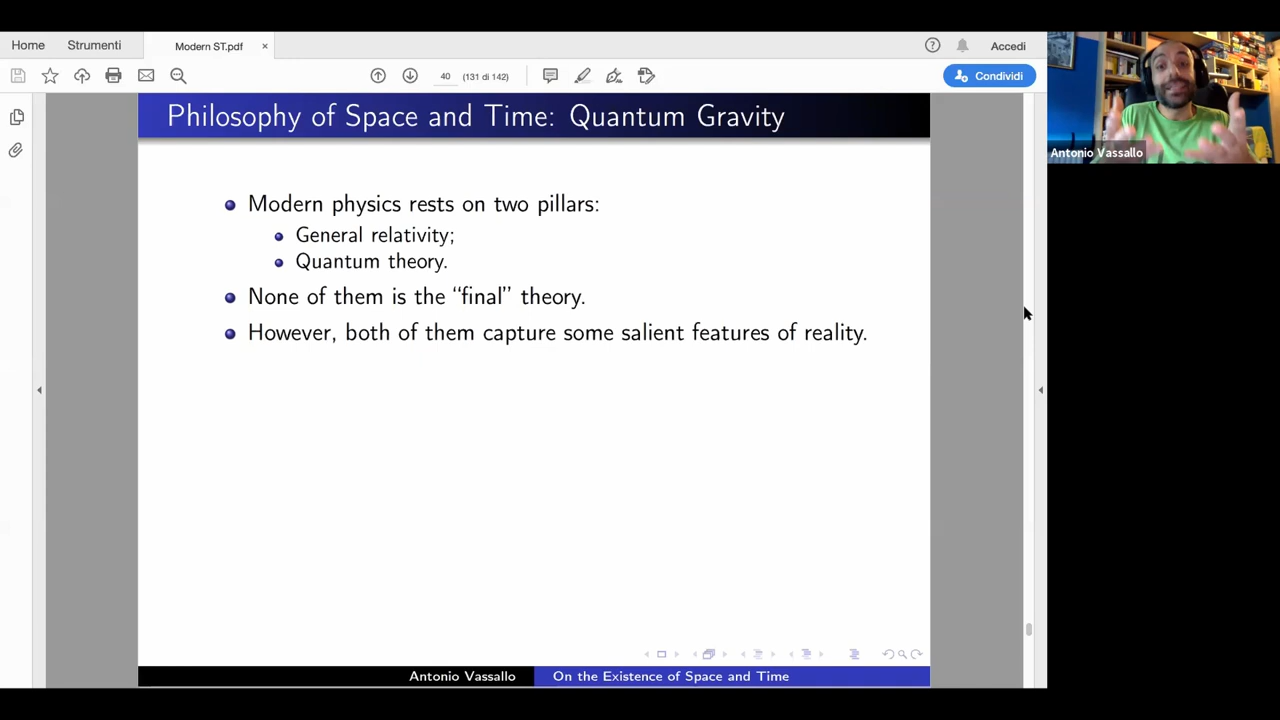 Home
Strumenti
Modern ST.pdf
×
Accedi
40
(131 di 142)
Condividi
Antonio Vassallo
Philosophy of Space and Time: Quantum Gravity
Modern physics rests on two pillars:
General relativity;
Quantum theory.
None of them is the “final” theory.
However, both of them capture some salient features of reality.
Antonio Vassallo
On the Existence of Space and Time